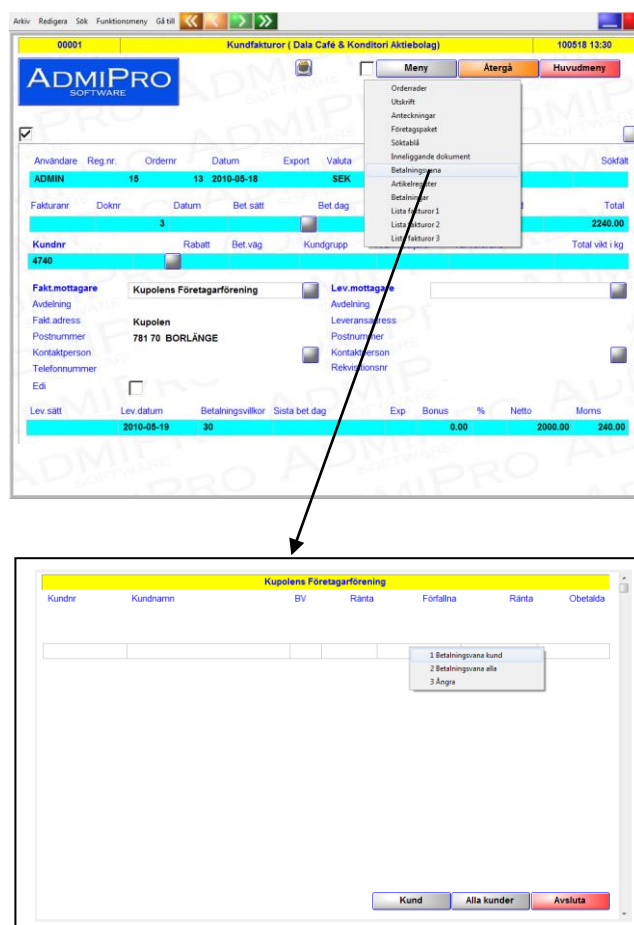 Arkiv Redigera Sök Funktionsmeny Gå till
00001 Kundfakturor ( Dala Café & Konditori Aktiebolag) 100518 13:30
ADMIPRO
SOFTWARE
Meny Återgå Huvudmeny
Orderrader
Utskrift
Anteckningar
Företagspaket
Söktablå
Inneliggande dokument
Betalningsvana
Artikelregister
Betalningar
Lista fakturor 1
Lista fakturor 2
Lista fakturor 3
Användare Reg.nr. Ordernr Datum Export Valuta Sökfält
ADMIN 15 13 2010-05-18 SEK
Fakturanr Doknr Datum Bet.sätt Bet.dag Total
3 2240.00
Kundnr Rabatt Bet.väg Kundgrupp Total vikt i kg
4740
Fakt.mottagare Kupolens Företagarförening Lev.mottagare
Avdelning Avdelning
Fakt.adress Kupolen Leveransadress
Postnummer 781 70 BORLÄNGE Postnummer
Kontaktperson Kontaktperson
Telefonnummer Rekvisitionsnr
Edi
Lev.sätt Lev.datum Betalningsvillkor Sista bet.dag Exp Bonus % Netto Moms
2010-05-19 30 0.00 2000.00 240.00
Kupolens Företagarförening
Kundnr Kundnamn BV Ränta Förfallna Ränta Obetalda
1 Betalningsvana kund
2 Betalningsvana alla
3 Ångra
Kund Alla kunder Avsluta